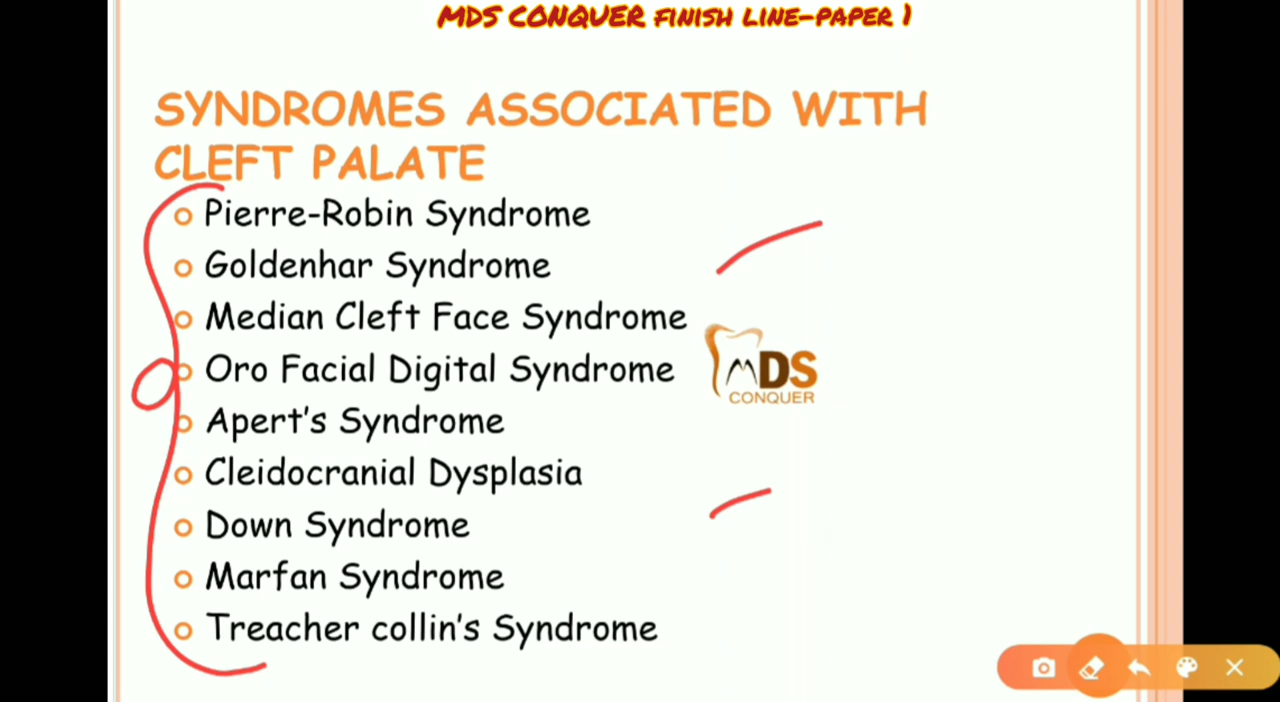 MDS CONQUER FINISH LINE-PAPER 1
SYNDROMES ASSOCIATED WITH
CLEFT PALATE
Pierre-Robin Syndrome
Goldenhar Syndrome
Median Cleft Face Syndrome
Oro Facial Digital Syndrome
MDS
CONQUER
Apert's Syndrome
Cleidocranial Dysplasia
Down Syndrome
Marfan Syndrome
Treacher collin's Syndrome